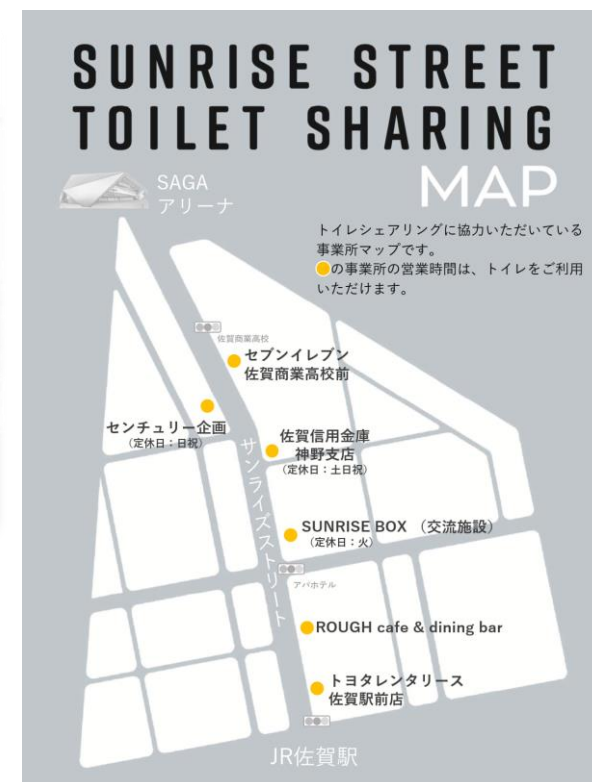 SUNRISE STREET
TOILET SHARING
MAP
SAGA
アリーナ
トイレシェアリングに協力いただいている
事業所マップです。
の事業所の営業時間は、トイレをご利用
いただけます。
佐賀商業高校
セブンイレブン
佐賀商業高校前
センチュリー企画
(定休日:日祝)
佐賀信用金庫
神野支店
(定休日:土日祝)
サンライズストリート
SUNRISE BOX (交流施設)
(定休日:火)
アパホテル
ROUGH cafe & dining bar
トヨタレンタリース
佐賀駅前店
JR佐賀駅